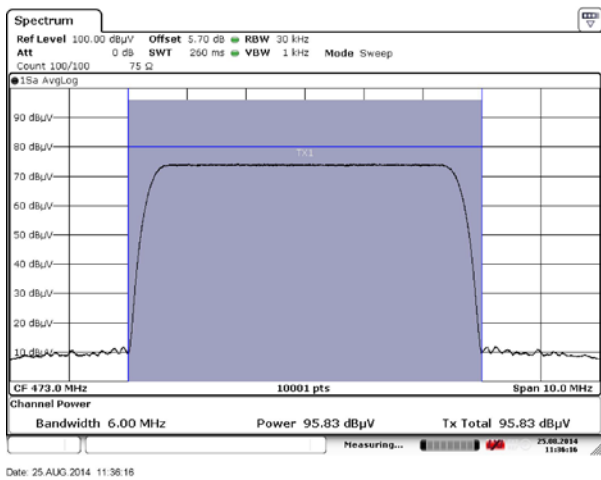 Spectrum
Ref Level 100.00 dBµV Offset 5.70 dB RBW 30 kHz
Att 0 dB SWT 260 ms VBW 1 kHz Mode Sweep
Count 100/100 75 Ω
1Sa AvgLog
90 dBµV
80 dBµV
TX1
70 dBµV
60 dBµV
50 dBµV
40 dBµV
30 dBµV
20 dBµV
10 dBµV
CF 473.0 MHz 10001 pts Span 10.0 MHz
Channel Power
Bandwidth 6.00 MHz Power 95.83 dBµV Tx Total 95.83 dBµV
Measuring... 25.08.2014
11:36:16
Date: 25.AUG.2014 11:36:16